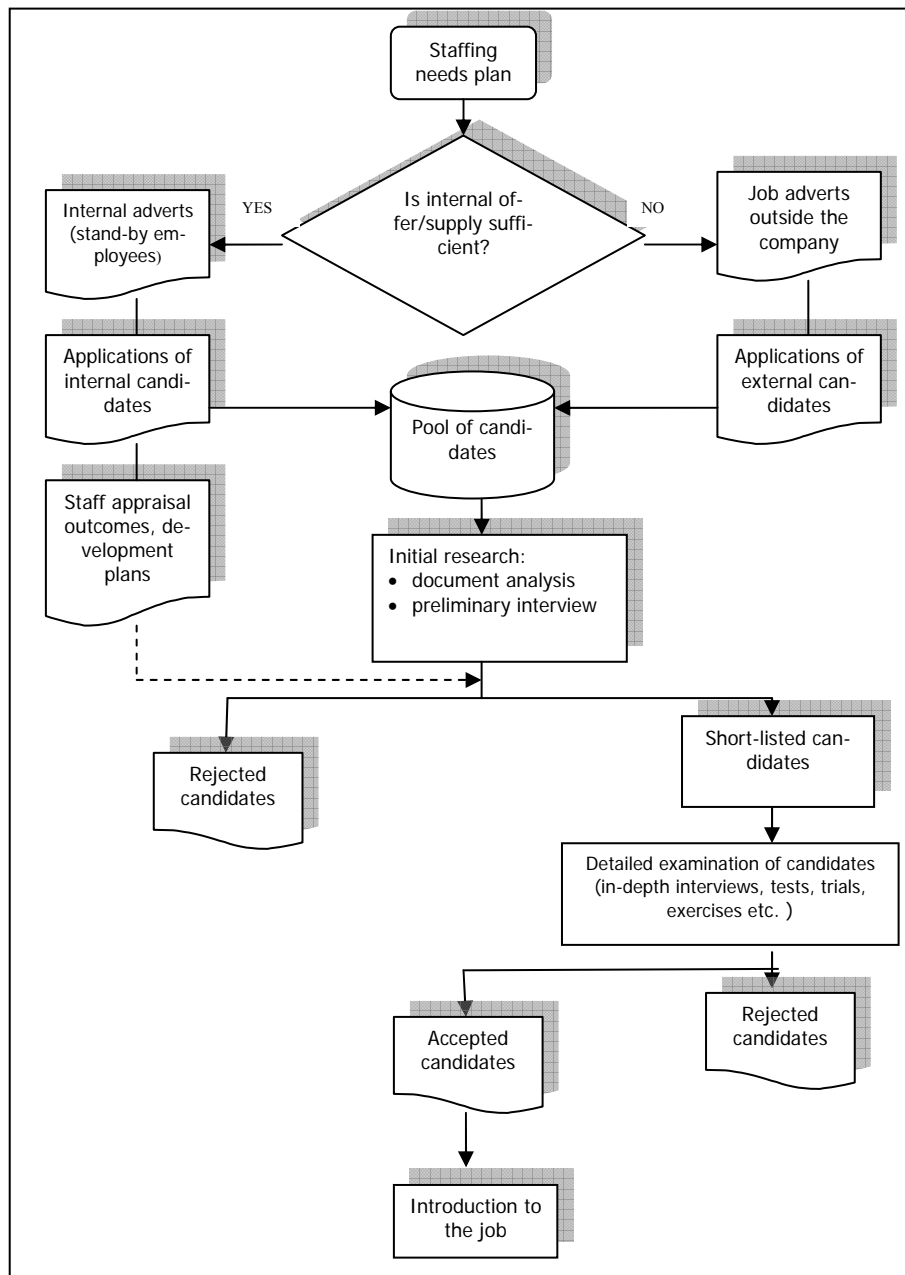 Staffing
needs plan
Is internal of-
fer/supply suffi-
cient?
YES
NO
Internal adverts
(stand-by em-
ployees)
Job adverts
outside the
company
Applications of
internal candi-
dates
Applications of
external can-
didates
Pool of candi-
dates
Staff appraisal
outcomes, de-
velopment
plans
Initial research:
• document analysis
• preliminary interview
Rejected
candidates
Short-listed can-
didates
Detailed examination of candidates
(in-depth interviews, tests, trials,
exercises etc. )
Accepted
candidates
Rejected
candidates
Introduction to
the job